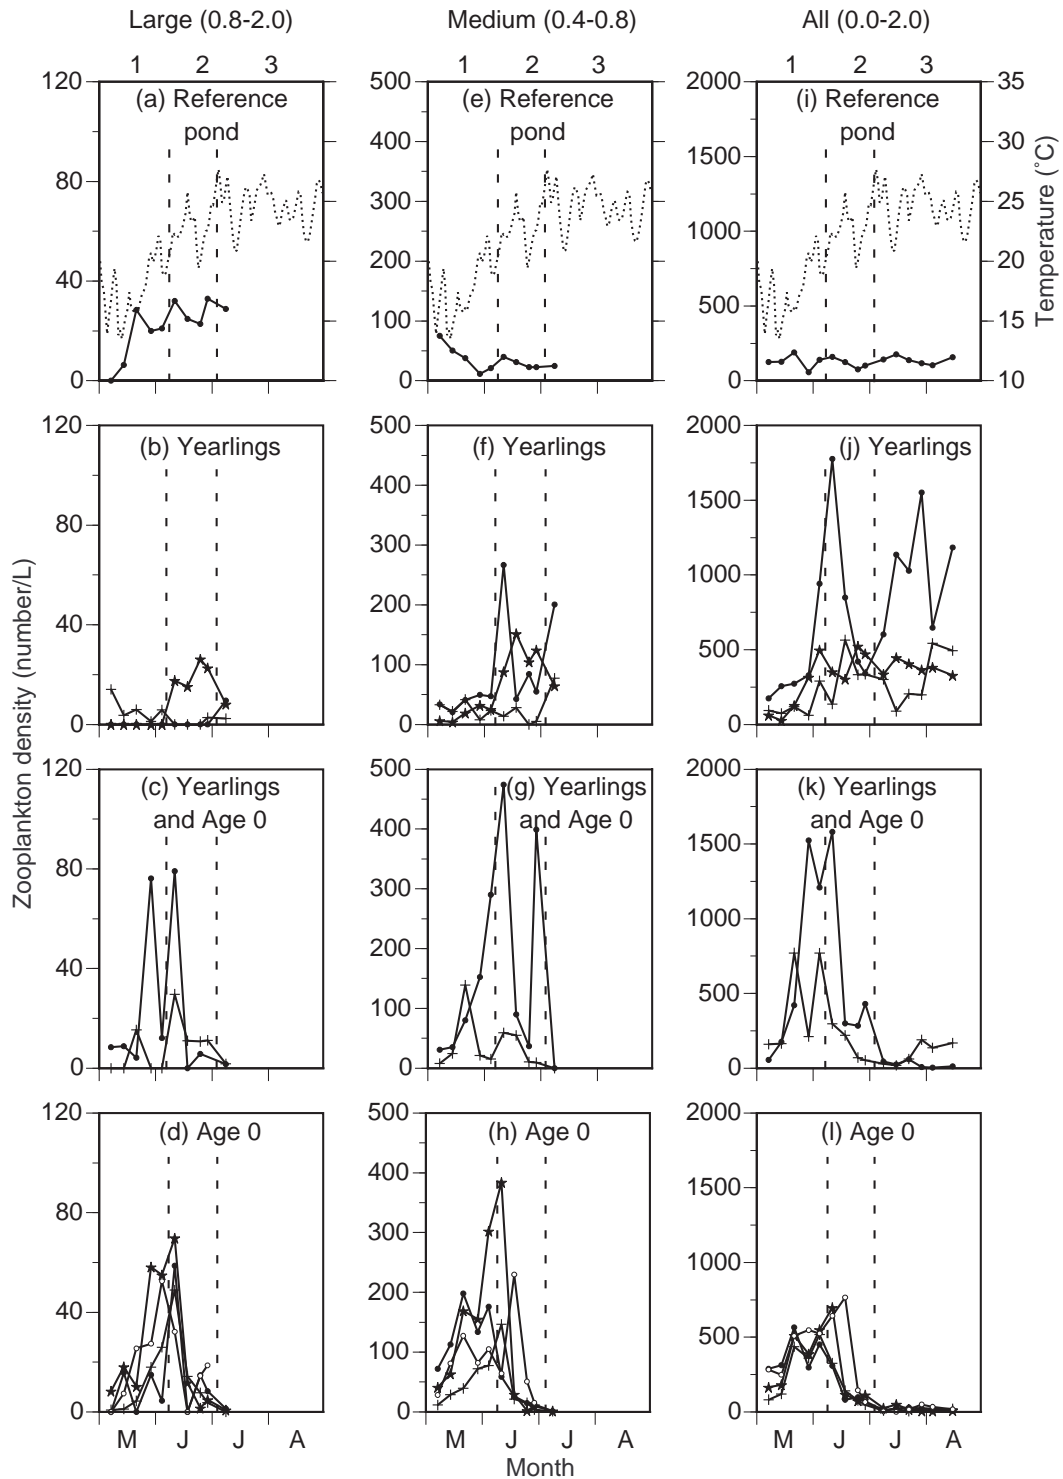 Large (0.8-2.0) Medium (0.4-0.8) All (0.0-2.0)
1 2 3 1 2 3 1 2 3
120 500 2000 35
(a) Reference (e) Reference (i) Reference
pond pond pond
400 1500 30
80 300 25
1000
200 20
40
100 500 15
0 0 0 10
Temperature (˚C)
120 500 2000
(b) Yearlings (f) Yearlings (j) Yearlings
400 1500
80 300
1000
200
40
100 500
0 0 0
Zooplankton density (number/L)
120 500 2000
(c) Yearlings (g) Yearlings (k) Yearlings
and Age 0 and Age 0 and Age 0
400 1500
80 300
1000
200
40
100 500
0 0 0
120 500 2000
(d) Age 0 (h) Age 0 (l) Age 0
400 1500
80 300
1000
200
40
100 500
0 0 0
M J J A M J J A M J J A
Month